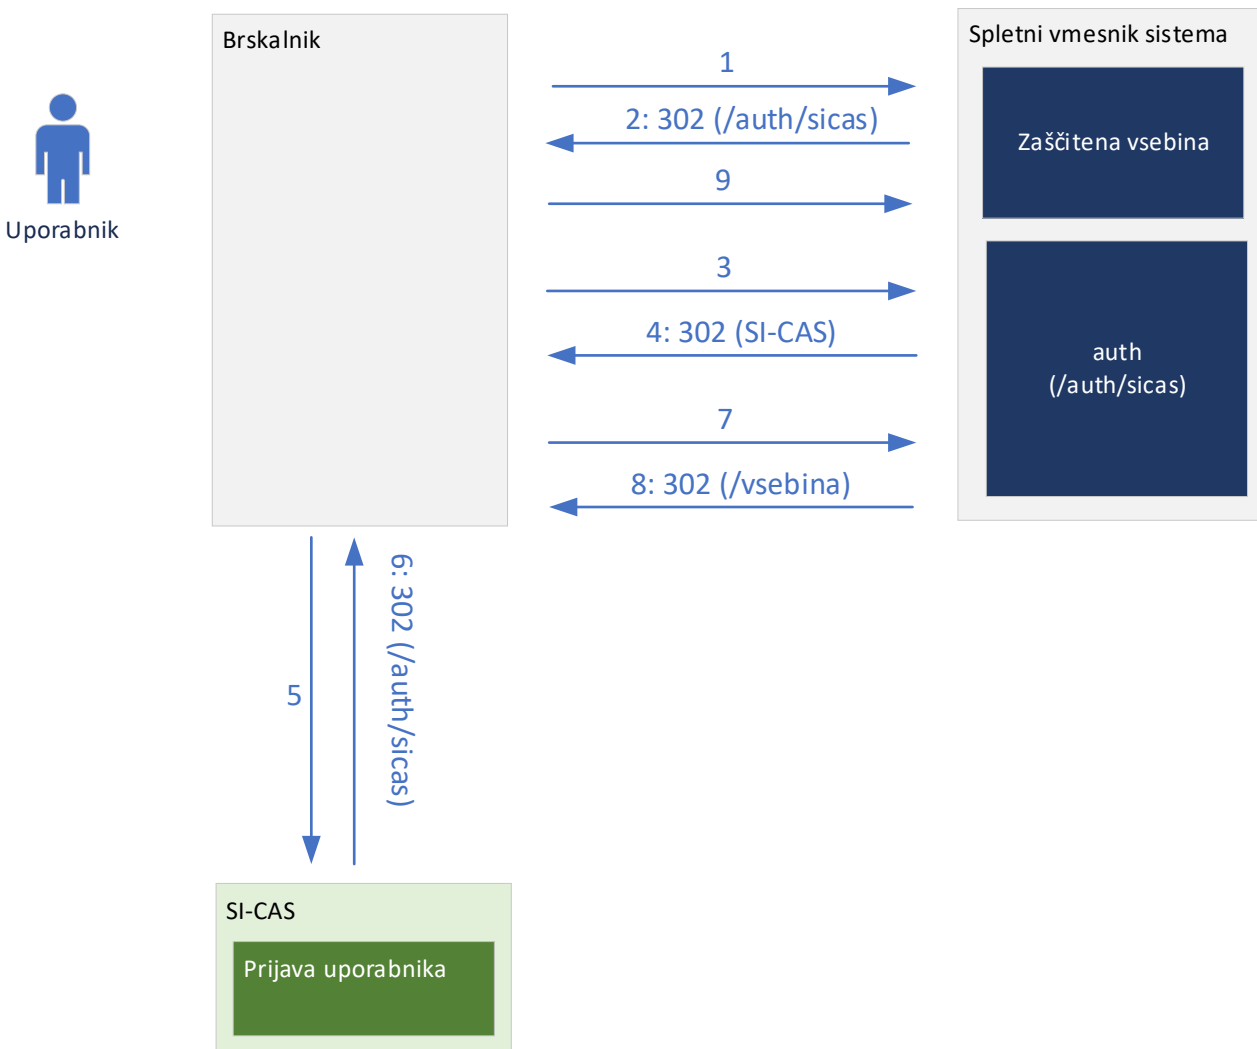 Brskalnik
Spletni vmesnik sistema
1
2: 302 (/auth/sicas)
Zaščitena vsebina
9
Uporabnik
3
4: 302 (SI-CAS)
auth
(/auth/sicas)
7
8: 302 (/vsebina)
5
6: 302 (/auth/sicas)
SI-CAS
Prijava uporabnika